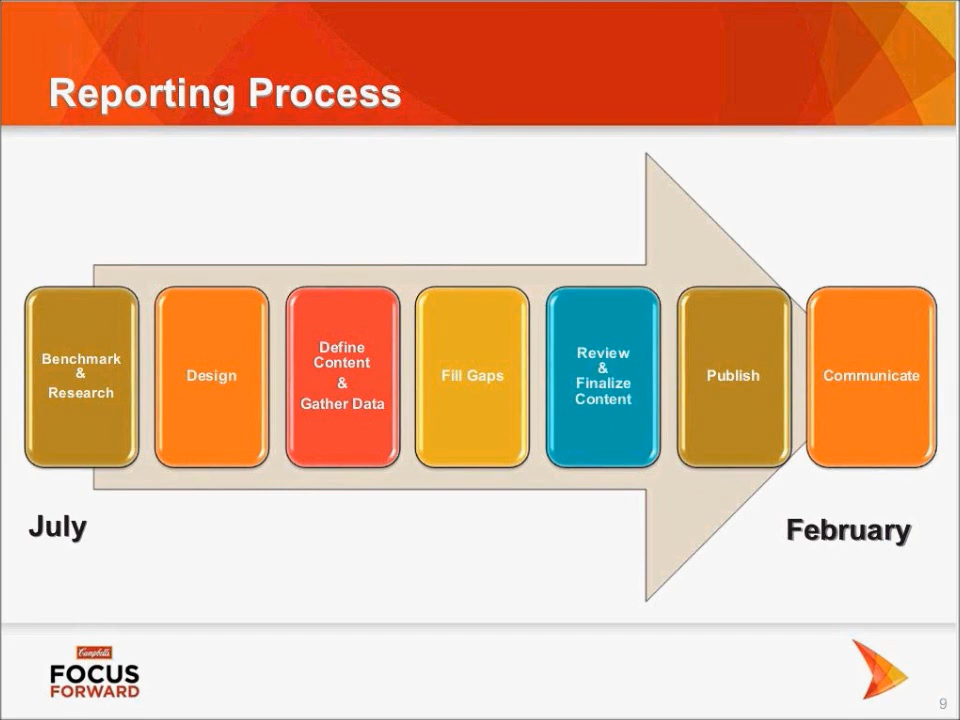 Reporting Process
Benchmark
&
Research
Design
Define
Content
&
Gather Data
Fill Gaps
Review
&
Finalize
Content
Publish
Communicate
July
February
Campbell's
FOCUS
FORWARD
9